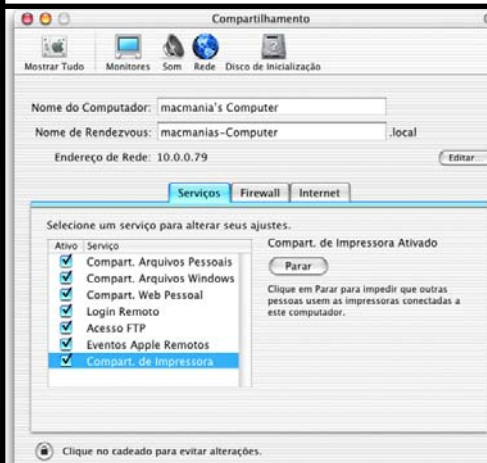 Compartilhamento
Mostrar Tudo Monitores Som Rede Disco de Inicialização
Nome do Computador: macmania's Computer
Nome de Rendezvous: macmanias-Computer .local
Endereço de Rede: 10.0.0.79 Editar...
Serviços Firewall Internet
Selecione um serviço para alterar seus ajustes.
Ativo Serviço
Compart. Arquivos Pessoais
Compart. Arquivos Windows
Compart. Web Pessoal
Login Remoto
Acesso FTP
Eventos Apple Remotos
Compart. de Impressora
Compart. de Impressora Ativado
Parar
Clique em Parar para impedir que outras
pessoas usem as impressoras conectadas a
este computador.
Clique no cadeado para evitar alterações.